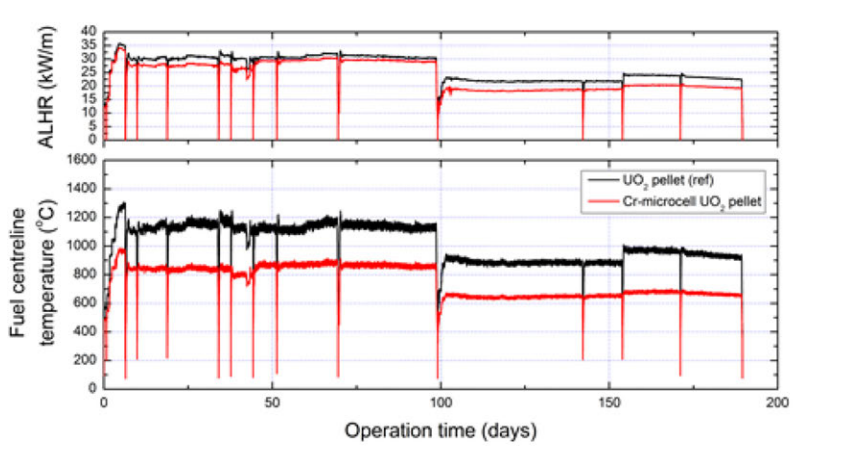 40
35
30
25
20
15
10
5
0
ALHR (kW/m)
1600
1400
1200
1000
800
600
400
200
0
Fuel centreline
temperature (°C)
UO₂ pellet (ref)
Cr-microcell UO₂ pellet
0 50 100 150 200
Operation time (days)